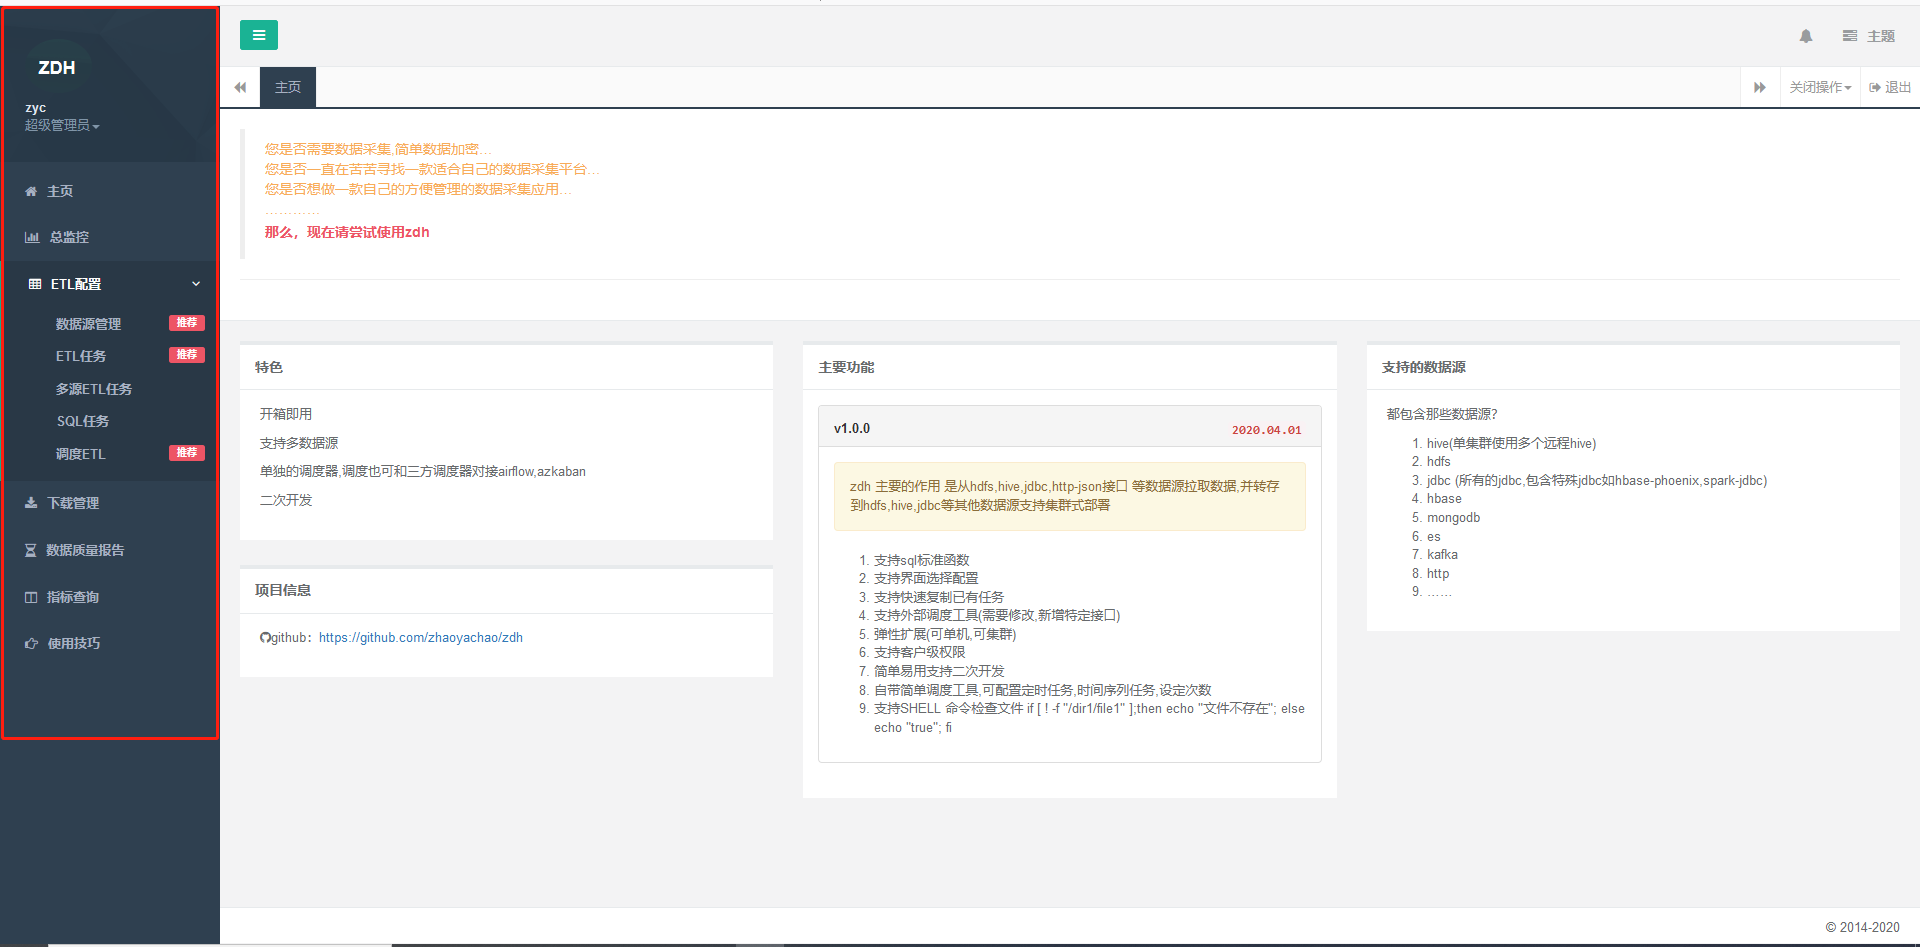 ZDH
zyc
超级管理员
主页
总监控
ETL配置
数据源管理 推荐
ETL任务 推荐
多源ETL任务
SQL任务
调度ETL 推荐
下载管理
数据质量报告
指标查询
使用技巧
主题
主页
关闭操作
退出
您是否需要数据采集,简单数据加密...
您是否一直在苦苦寻找一款适合自己的数据采集平台...
您是否想做一款自己的方便管理的数据采集应用...
............
那么，现在请尝试使用zdh
特色
开箱即用
支持多数据源
单独的调度器,调度也可和三方调度器对接airflow,azkaban
二次开发
项目信息
github：https://github.com/zhaoyachao/zdh
主要功能
v1.0.0 2020.04.01
zdh 主要的作用 是从hdfs,hive,jdbc,http-json接口 等数据源拉取数据,并转存
到hdfs,hive,jdbc等其他数据源支持集群式部署
1. 支持sql标准函数
2. 支持界面选择配置
3. 支持快速复制已有任务
4. 支持外部调度工具(需要修改,新增特定接口)
5. 弹性扩展(可单机,可集群)
6. 支持客户级权限
7. 简单易用支持二次开发
8. 自带简单调度工具,可配置定时任务,时间序列任务,设定次数
9. 支持SHELL 命令检查文件 if [ ! -f "/dir1/file1" ];then echo "文件不存在"; else
echo "true"; fi
支持的数据源
都包含那些数据源？
1. hive(单集群使用多个远程hive)
2. hdfs
3. jdbc (所有的jdbc,包含特殊jdbc如hbase-phoenix,spark-jdbc)
4. hbase
5. mongodb
6. es
7. kafka
8. http
9. ……
© 2014-2020